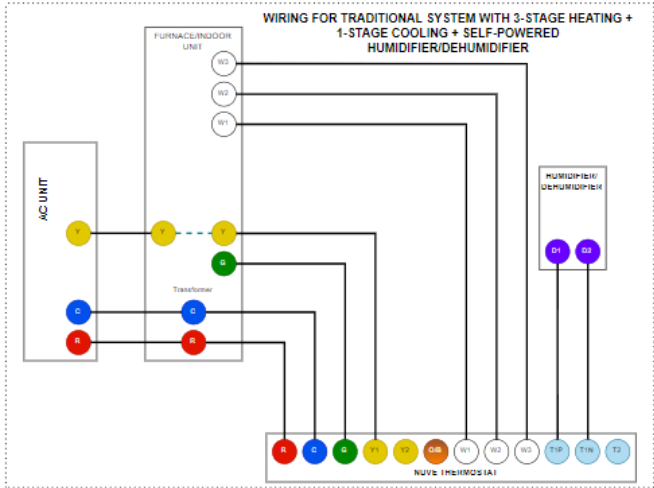 WIRING FOR TRADITIONAL SYSTEM WITH 3-STAGE HEATING +
1-STAGE COOLING + SELF-POWERED
HUMIDIFIER/DEHUMIDIFIER
FURNACE/INDOOR
UNIT
W3
W2
W1
AC UNIT
HUMIDIFIER/
DEHUMIDIFIER
Y
Y
Y
D1
D2
G
Transformer
C
C
R
R
R
C
G
Y1
Y2
O/B
W1
W2
W3
T1P
T1N
T2
NUVE THERMOSTAT